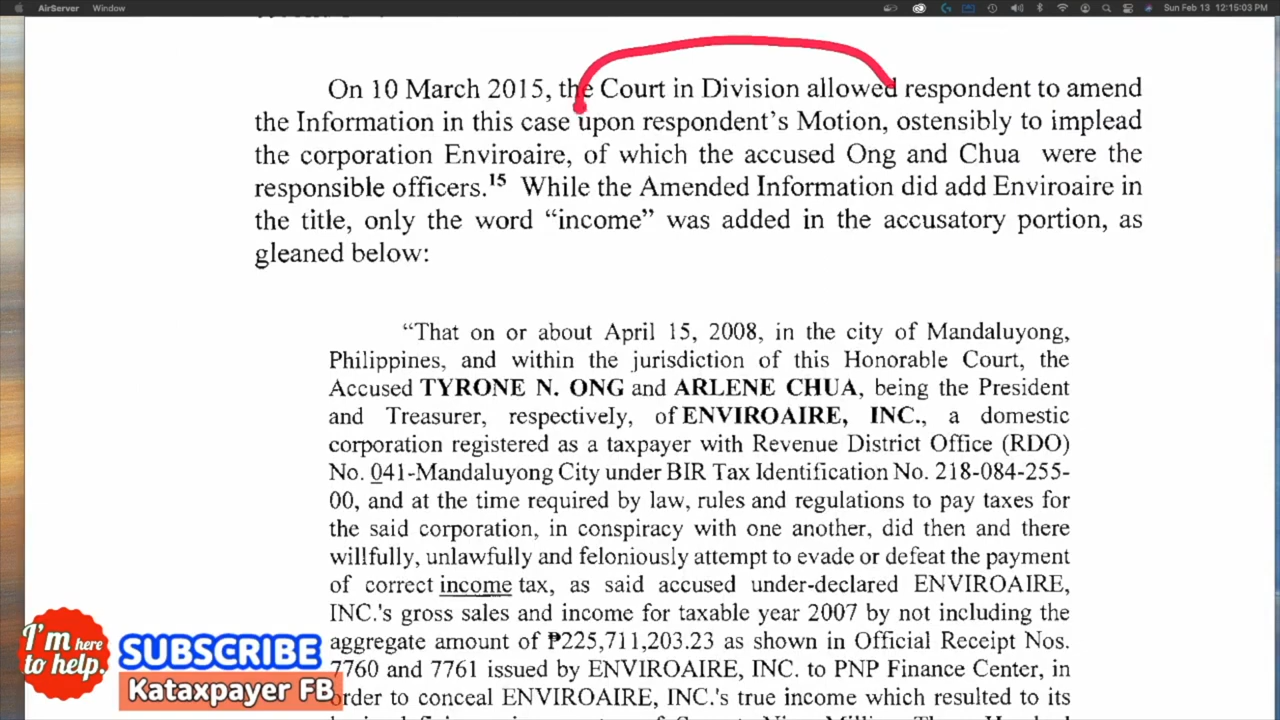 AirServer Window Sun Feb 13 12:15:03 PM
On 10 March 2015, the Court in Division allowed respondent to amend
the Information in this case upon respondent's Motion, ostensibly to implead
the corporation Enviroaire, of which the accused Ong and Chua were the
responsible officers.15 While the Amended Information did add Enviroaire in
the title, only the word “income” was added in the accusatory portion, as
gleaned below:
“That on or about April 15, 2008, in the city of Mandaluyong,
Philippines, and within the jurisdiction of this Honorable Court, the
Accused TYRONE N. ONG and ARLENE CHUA, being the President
and Treasurer, respectively, of ENVIROAIRE, INC., a domestic
corporation registered as a taxpayer with Revenue District Office (RDO)
No. 041-Mandaluyong City under BIR Tax Identification No. 218-084-255-
00, and at the time required by law, rules and regulations to pay taxes for
the said corporation, in conspiracy with one another, did then and there
willfully, unlawfully and feloniously attempt to evade or defeat the payment
of correct income tax, as said accused under-declared ENVIROAIRE,
INC.'s gross sales and income for taxable year 2007 by not including the
aggregate amount of ₱225,711,203.23 as shown in Official Receipt Nos.
7760 and 7761 issued by ENVIROAIRE, INC. to PNP Finance Center, in
order to conceal ENVIROAIRE, INC.'s true income which resulted to its
I'm here
to help.
SUBSCRIBE
Kataxpayer FB